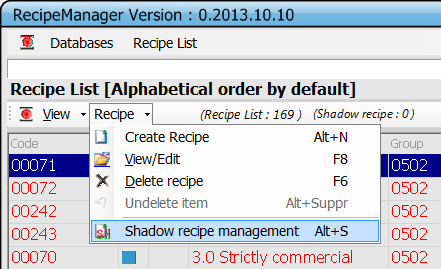 RecipeManager Version : 0.2013.10.10
Databases Recipe List
Recipe List [Alphabetical order by default]
View Recipe (Recipe List : 169 ) (Shadow recipe : 0 )
Code Group
Create Recipe Alt+N
View/Edit F8
Delete recipe F6
Undelete item Alt+Suppr
Shadow recipe management Alt+S
00071 0502
00072 0502
00242 0502
00243 0502
00070 3.0 Strictly commercial 0502